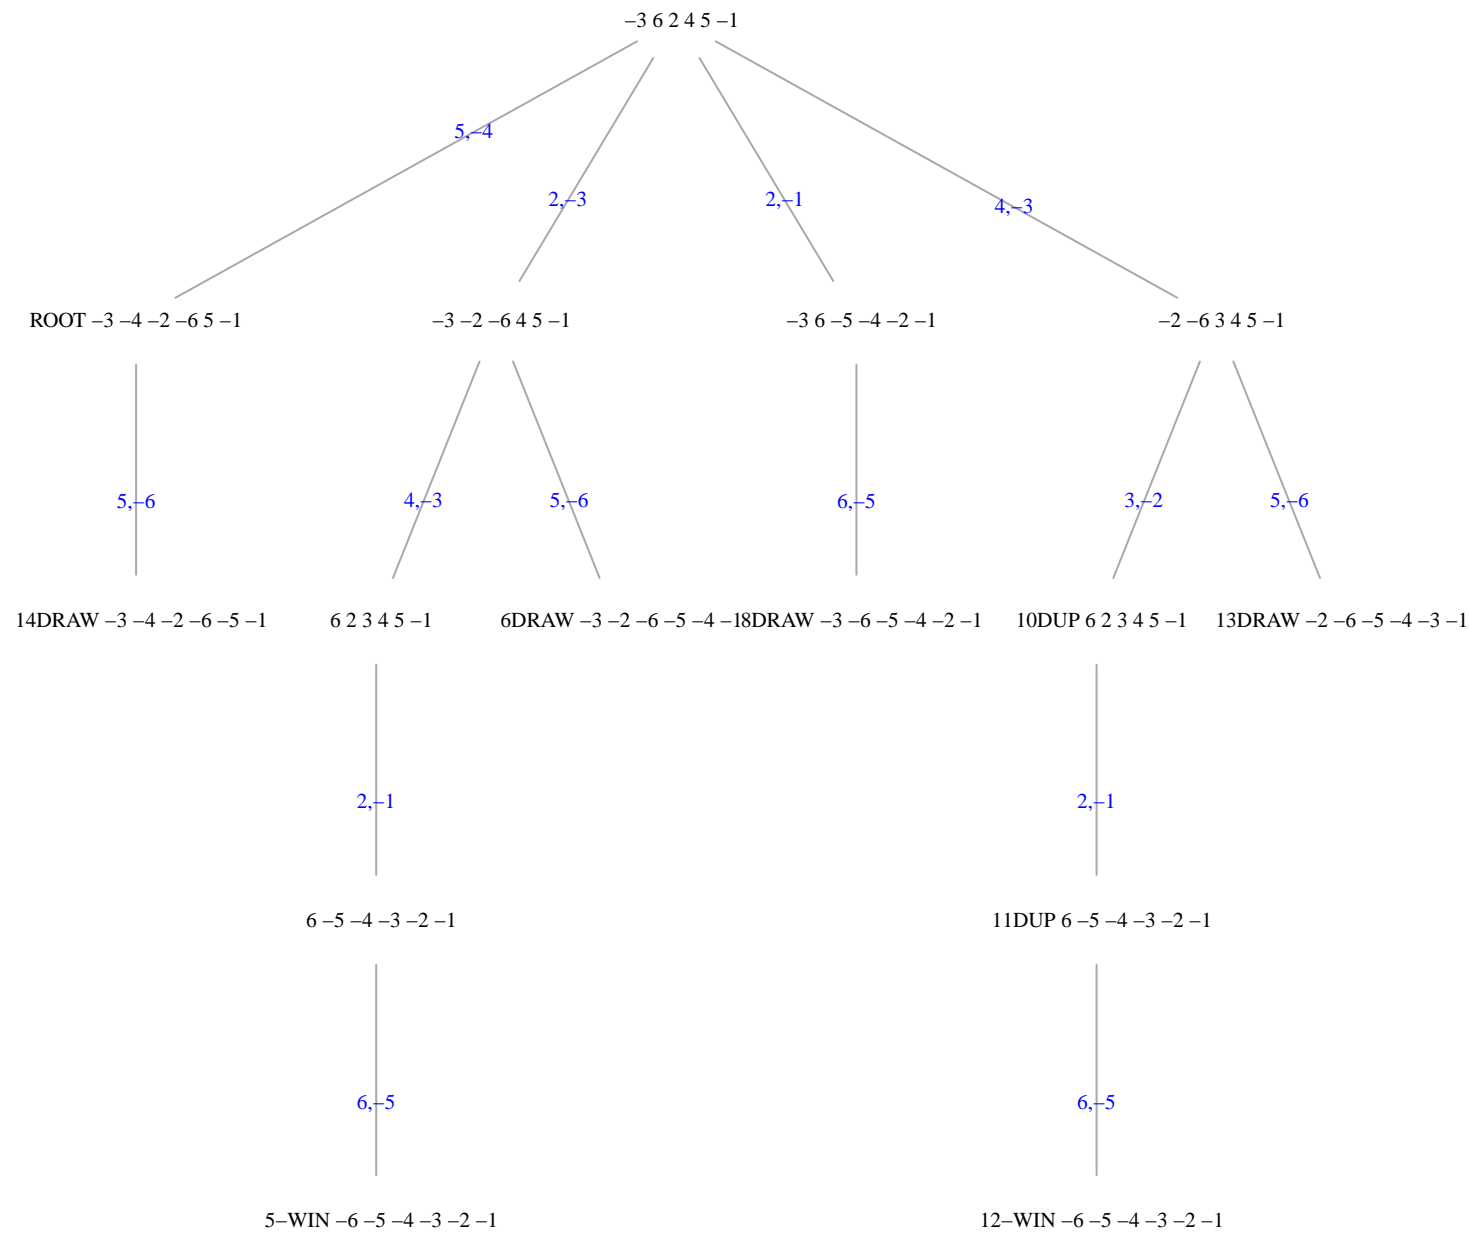 −3 6 2 4 5 −1
5,−4
2,−3
2,−1
4,−3
ROOT −3 −4 −2 −6 5 −1
−3 −2 −6 4 5 −1
−3 6 −5 −4 −2 −1
−2 −6 3 4 5 −1
5,−6
4,−3
5,−6
6,−5
3,−2
5,−6
14DRAW −3 −4 −2 −6 −5 −1
6 2 3 4 5 −1
6DRAW −3 −2 −6 −5 −4 −1
8DRAW −3 −6 −5 −4 −2 −1
10DUP 6 2 3 4 5 −1
13DRAW −2 −6 −5 −4 −3 −1
2,−1
2,−1
6 −5 −4 −3 −2 −1
11DUP 6 −5 −4 −3 −2 −1
6,−5
6,−5
5−WIN −6 −5 −4 −3 −2 −1
12−WIN −6 −5 −4 −3 −2 −1